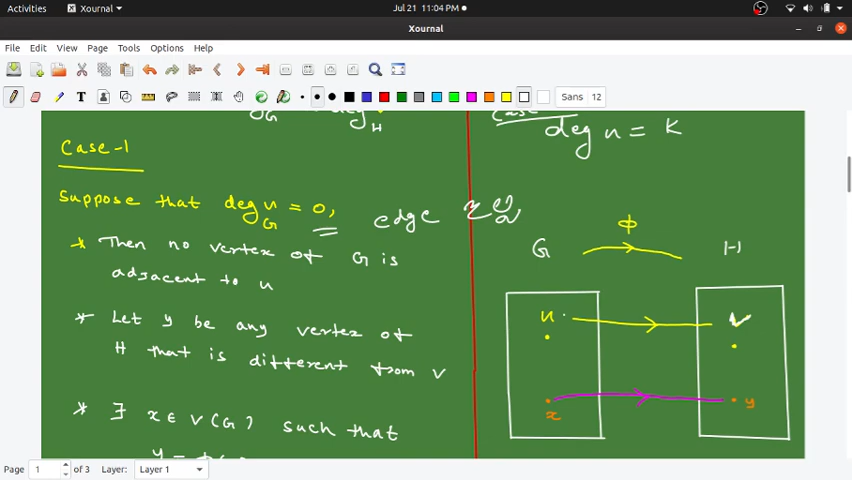 Activities
Xournal
Jul 21 11:04 PM
Xournal
File Edit View Page Tools Options Help
Sans 12
deg H
Case
deg u = K
Case-1
Suppose that deg G u = 0,
edge
* Then no vertex of G is
adjacent to u
* Let y be any vertex of
H that is different from v
* ∃ x ∈ V(G) such that
y = ϕ(
ϕ
G H
u v
x y
Page 1 of 3 Layer: Layer 1